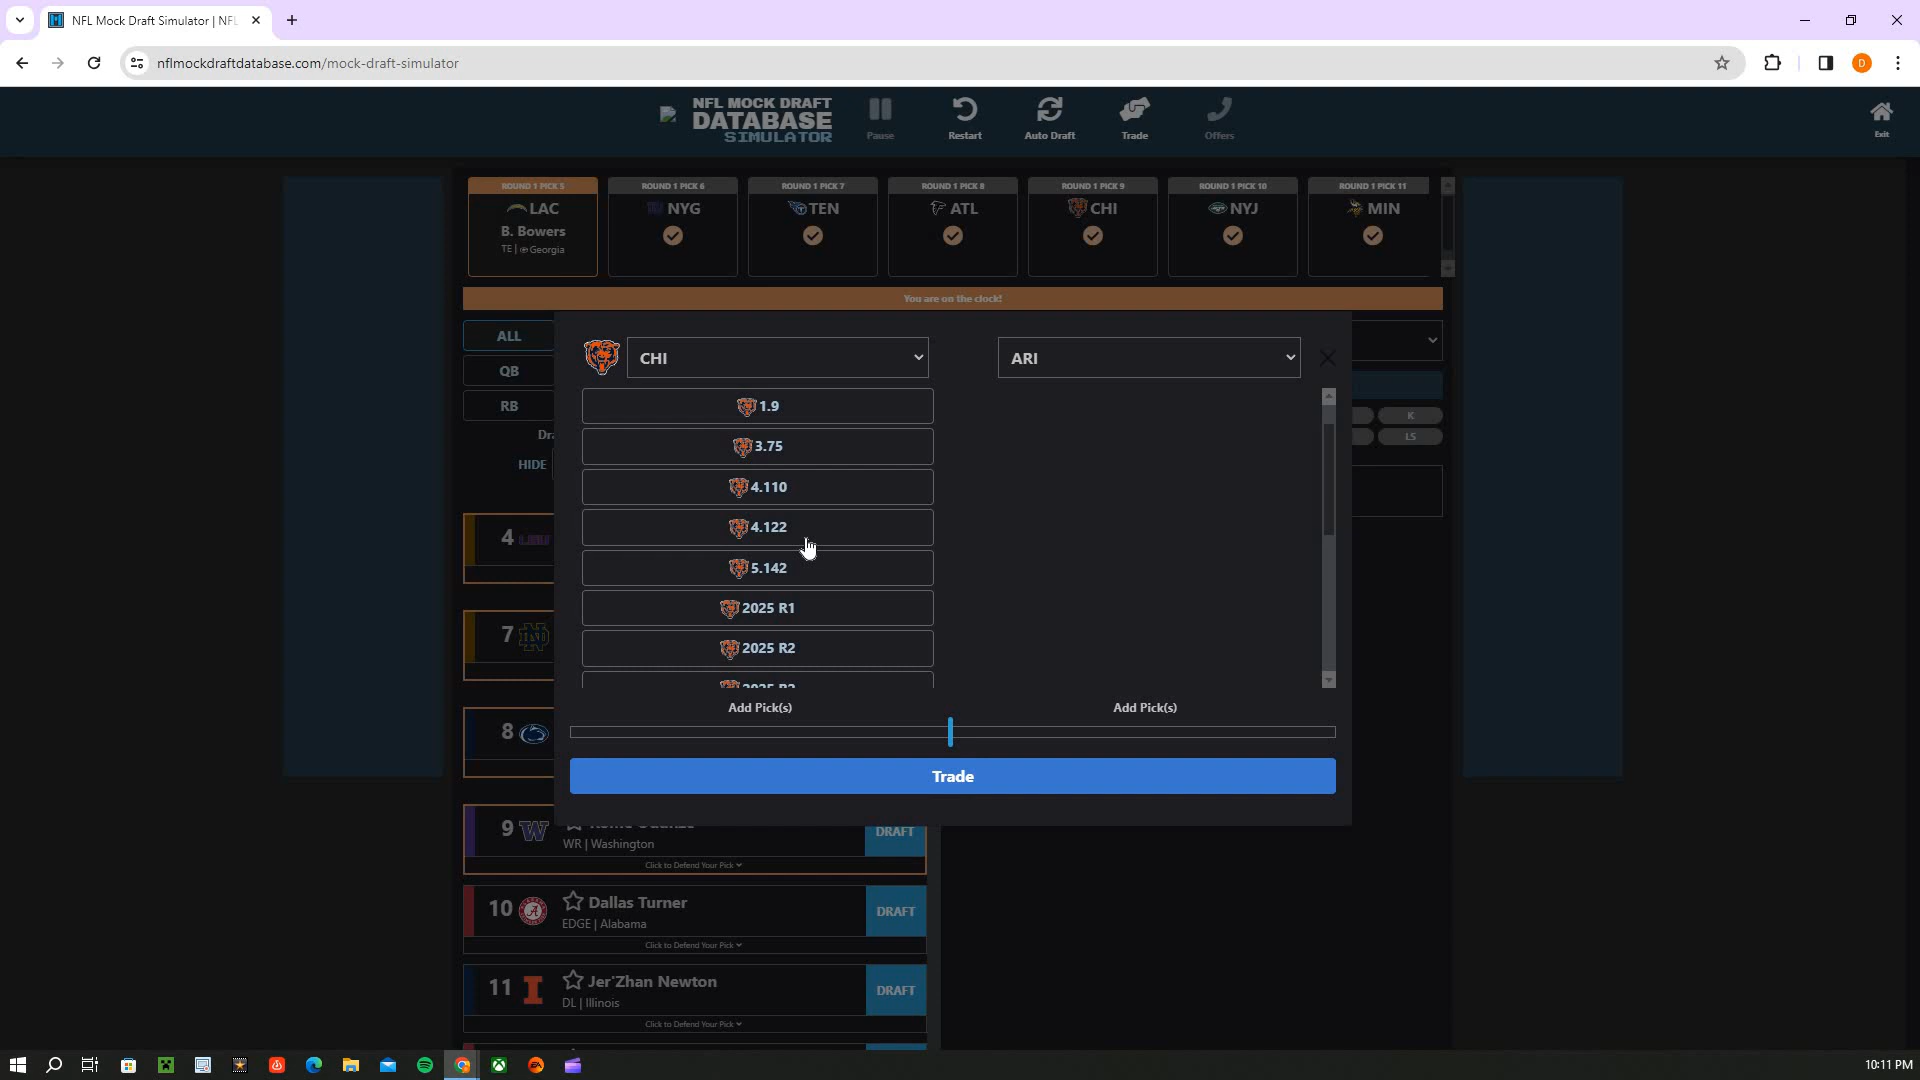 NFL Mock Draft Simulator | NFL
nflmockdraftdatabase.com/mock-draft-simulator
D
NFL MOCK DRAFT
DATABASE
SIMULATOR
Pause
Restart
Auto Draft
Trade
Offers
Exit
ROUND 1 PICK 5
LAC
B. Bowers
TE | Georgia
ROUND 1 PICK 6
NYG
ROUND 1 PICK 7
TEN
ROUND 1 PICK 8
ATL
ROUND 1 PICK 9
CHI
ROUND 1 PICK 10
NYJ
ROUND 1 PICK 11
MIN
You are on the clock!
ALL
QB
RB
HIDE
K
LS
CHI
ARI
1.9
3.75
4.110
4.122
5.142
2025 R1
2025 R2
Add Pick(s)
Add Pick(s)
Trade
4
7
8
9
WR | Washington
DRAFT
Click to Defend Your Pick
10
Dallas Turner
EDGE | Alabama
DRAFT
Click to Defend Your Pick
11
Jer'Zhan Newton
DL | Illinois
DRAFT
Click to Defend Your Pick
10:11 PM